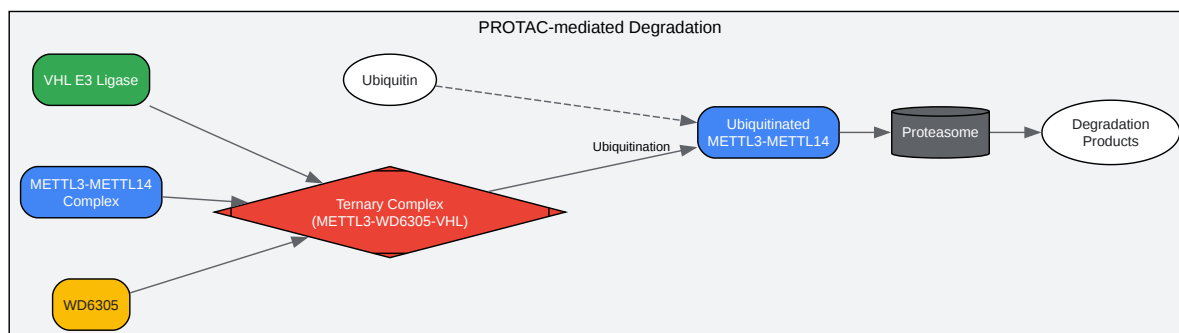 PROTAC-mediated Degradation
VHL E3 Ligase
Ubiquitin
Ubiquitinated
METTL3-METTL14
Proteasome
Degradation
Products
Ubiquitination
METTL3-METTL14
Complex
Ternary Complex
(METTL3-WD6305-VHL)
WD6305